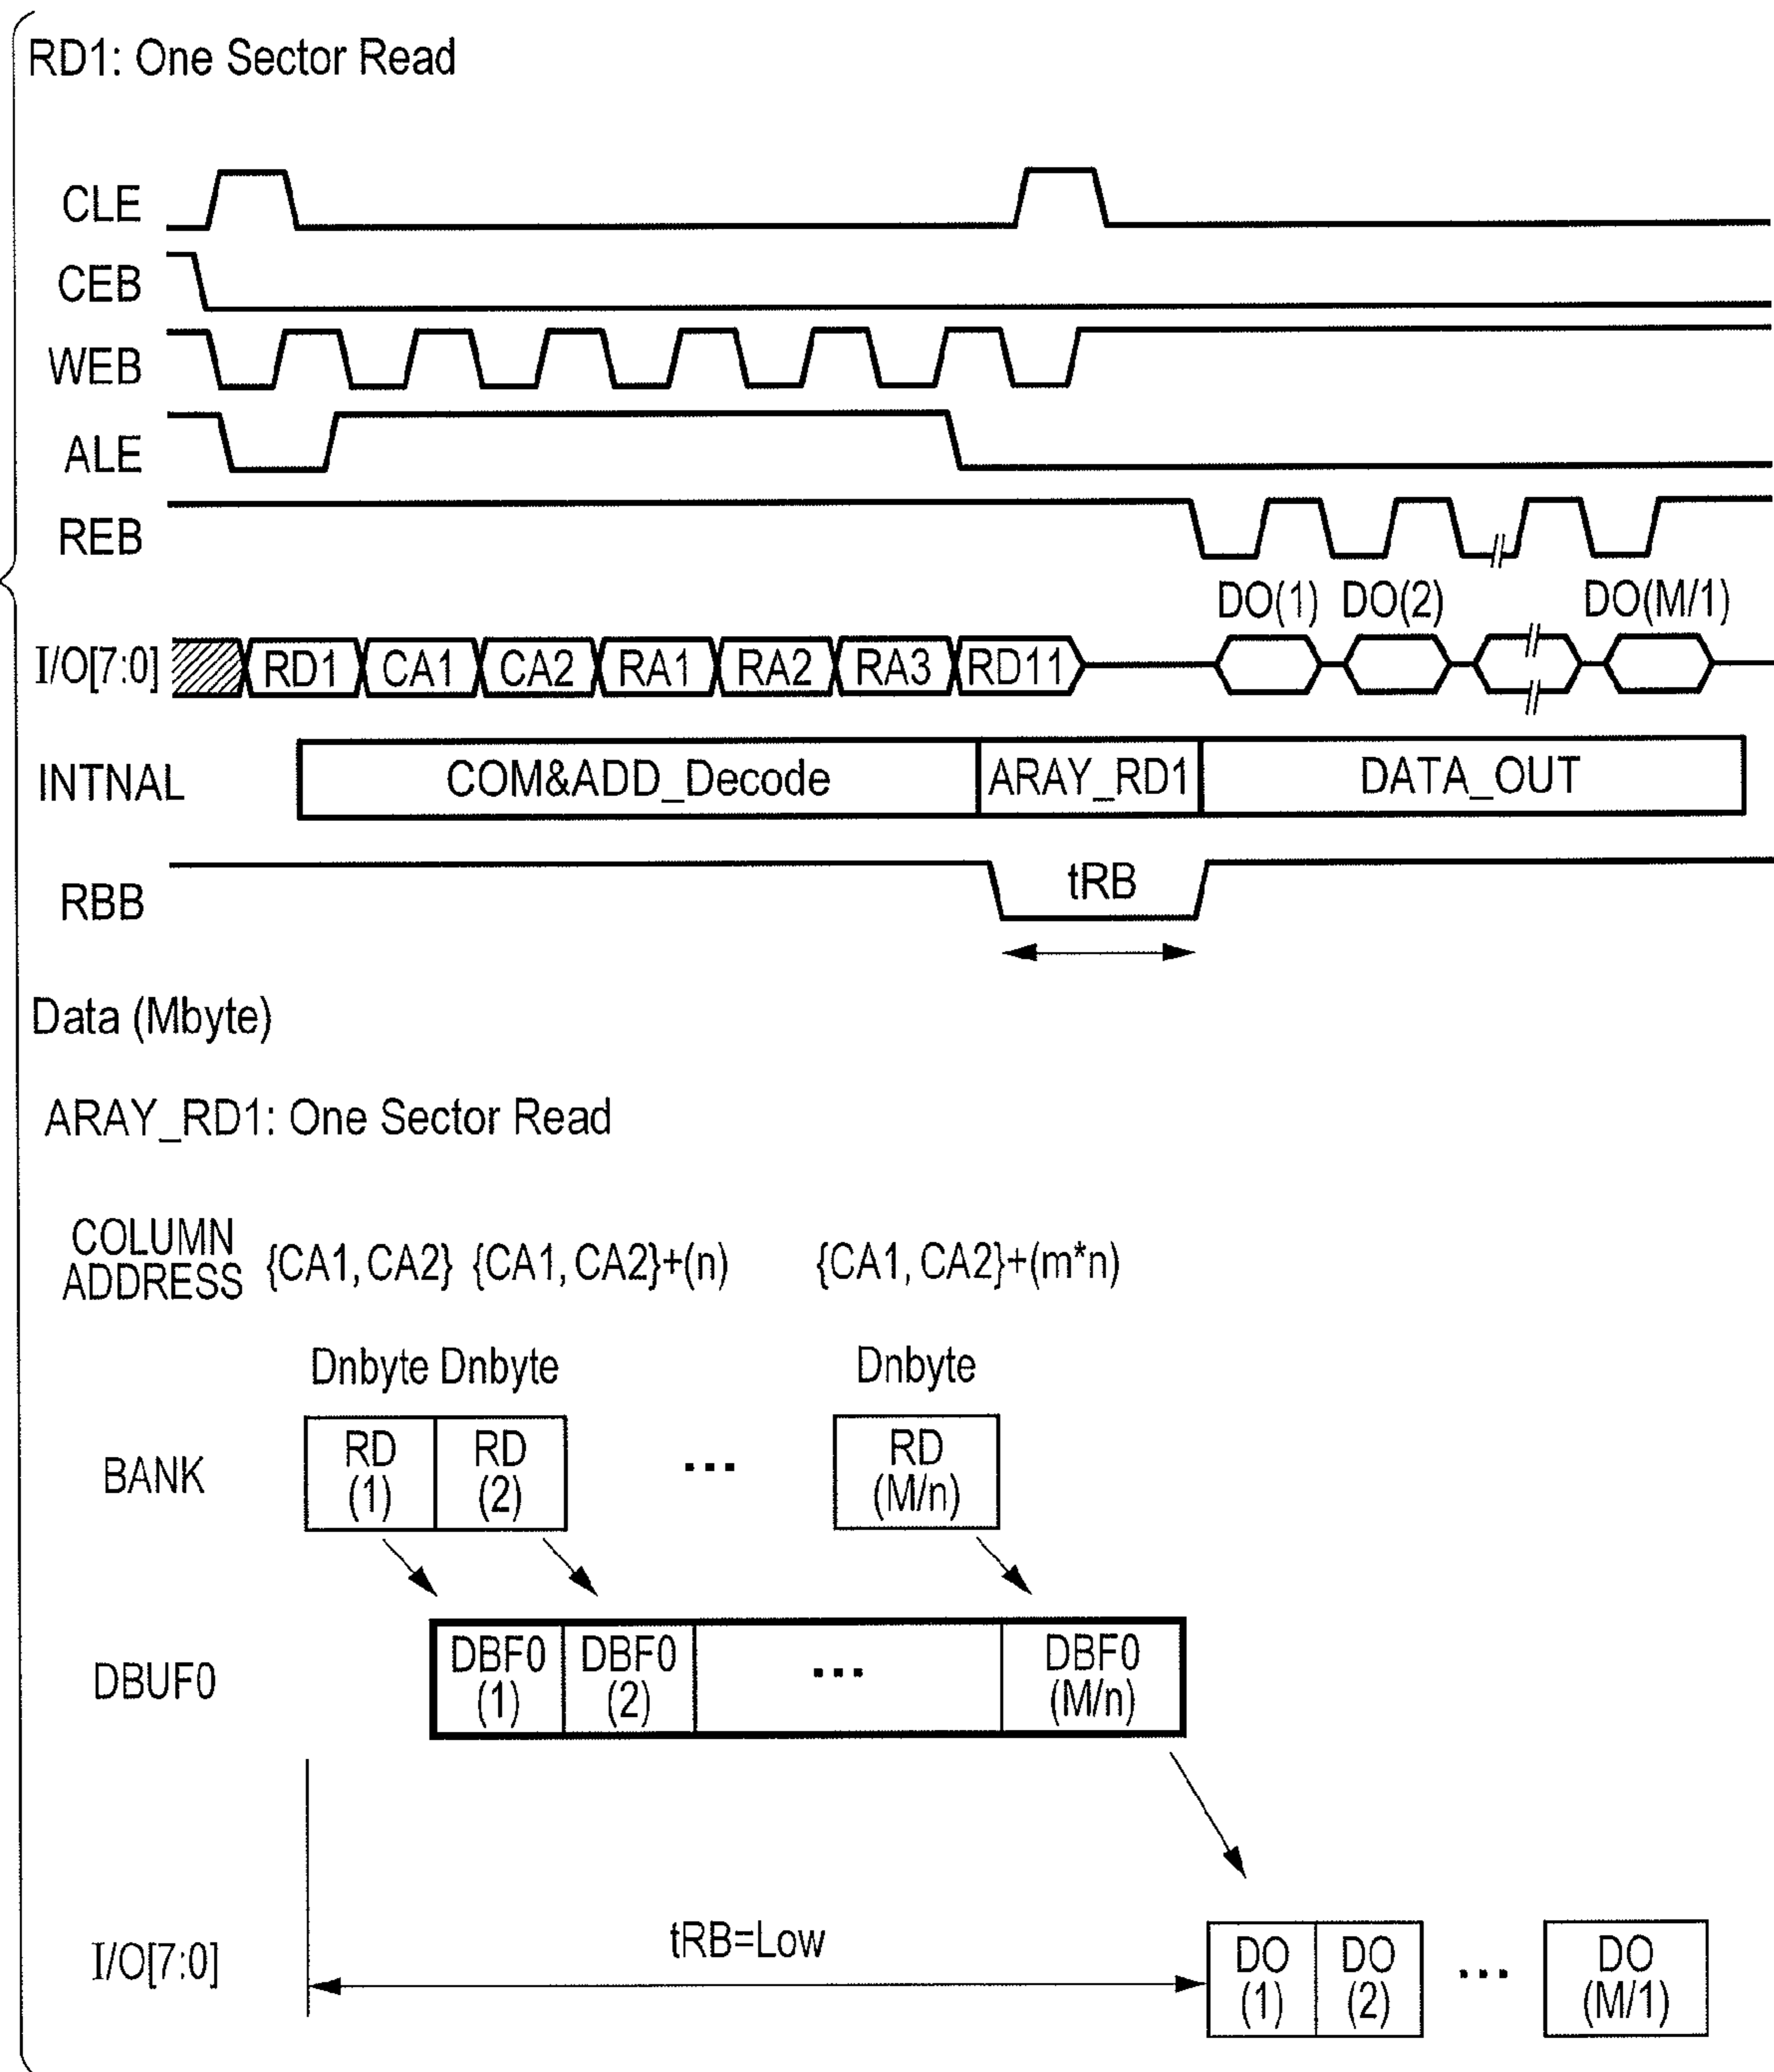 RD1: One Sector Read
CLE
CEB
WEB
ALE
REB
DO(1) DO(2) DO(M/1)
I/O[7:0] RD1 CA1 CA2 RA1 RA2 RA3 RD11
INTNAL COM&ADD_Decode ARAY_RD1 DATA_OUT
RBB tRB
Data (Mbyte)
ARAY_RD1: One Sector Read
COLUMN
ADDRESS {CA1, CA2} {CA1, CA2}+(n) {CA1, CA2}+(m*n)
Dnbyte Dnbyte Dnbyte
BANK RD RD ... RD
(1) (2) (M/n)
DBUF0 DBF0 DBF0 ... DBF0
(1) (2) (M/n)
I/O[7:0] tRB=Low DO DO ... DO
(1) (2) (M/1)